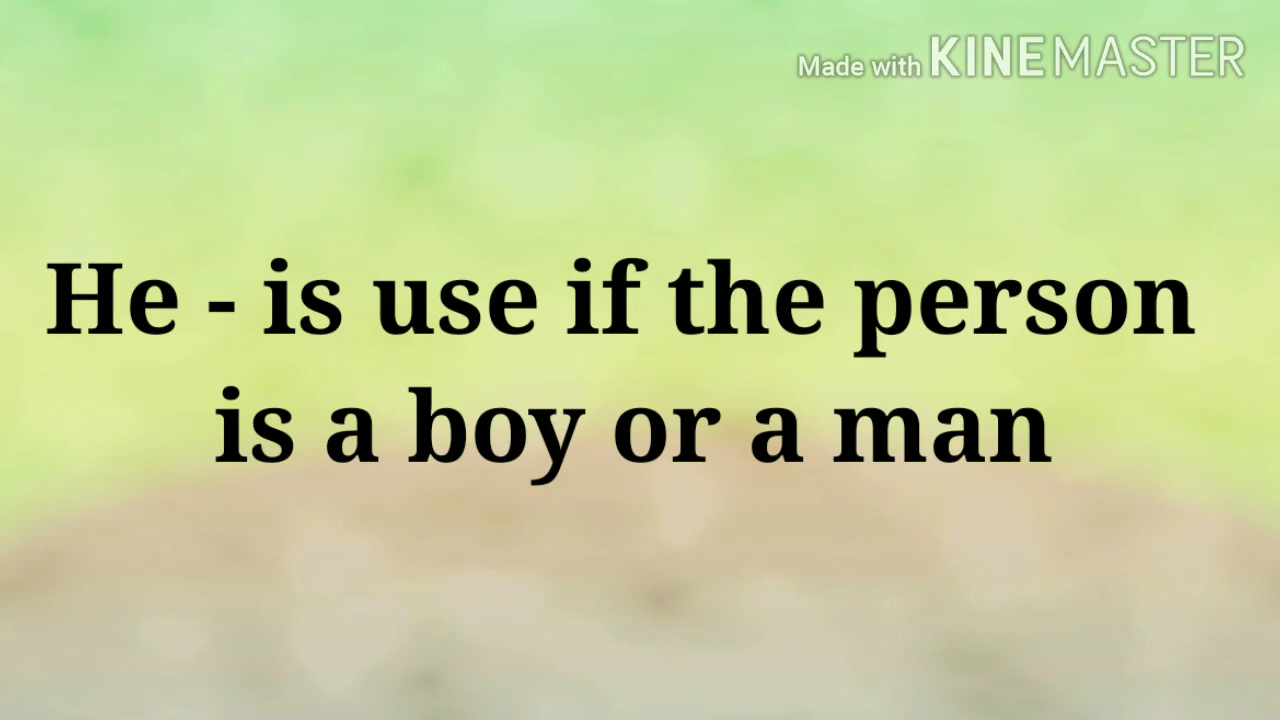 Made with KINEMASTER
He - is use if the person
is a boy or a man